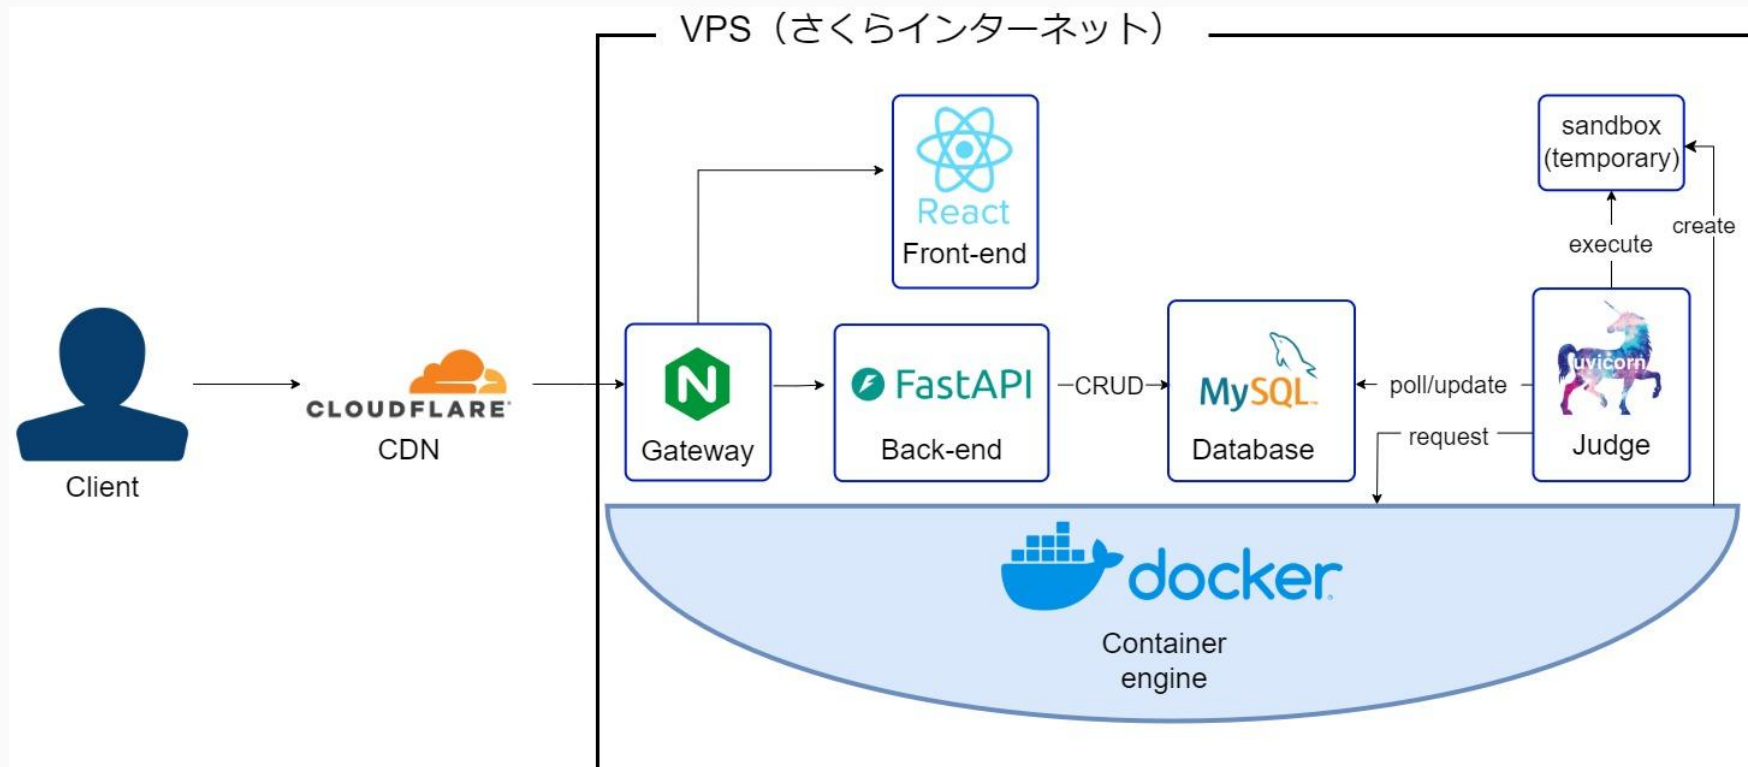 VPS（さくらインターネット）
React
Front-end
sandbox
(temporary)
create
execute
Client
CLOUDFLARE
CDN
N
Gateway
FastAPI
Back-end
CRUD
MySQL
Database
poll/update
request
uvicorn
Judge
docker
Container
engine